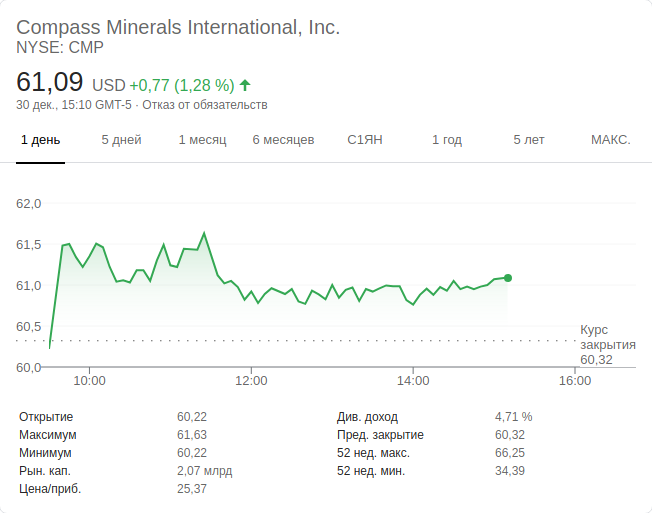 Compass Minerals International, Inc.
NYSE: CMP
61,09 USD +0,77 (1,28 %)
30 дек., 15:10 GMT-5 · Отказ от обязательств
1 день 5 дней 1 месяц 6 месяцев С1ЯН 1 год 5 лет МАКС.
62,0
61,5
61,0
60,5
60,0
Курс
закрытия
60,32
10:00 12:00 14:00 16:00
Открытие 60,22 Див. доход 4,71 %
Максимум 61,63 Пред. закрытие 60,32
Минимум 60,22 52 нед. макс. 66,25
Рын. кап. 2,07 млрд 52 нед. мин. 34,39
Цена/приб. 25,37